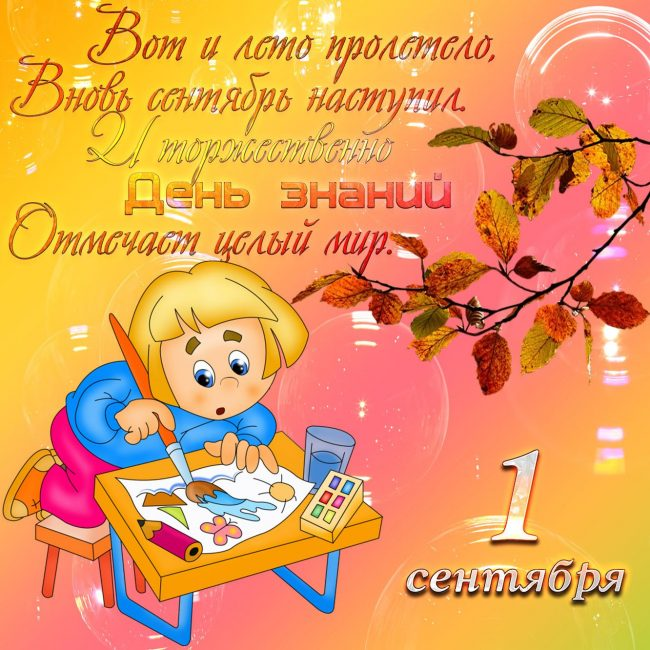 Вот и лето пролетело,
Вновь сентябрь наступил.
И торжественно
День знаний
Отмечает целый мир.
1
сентября